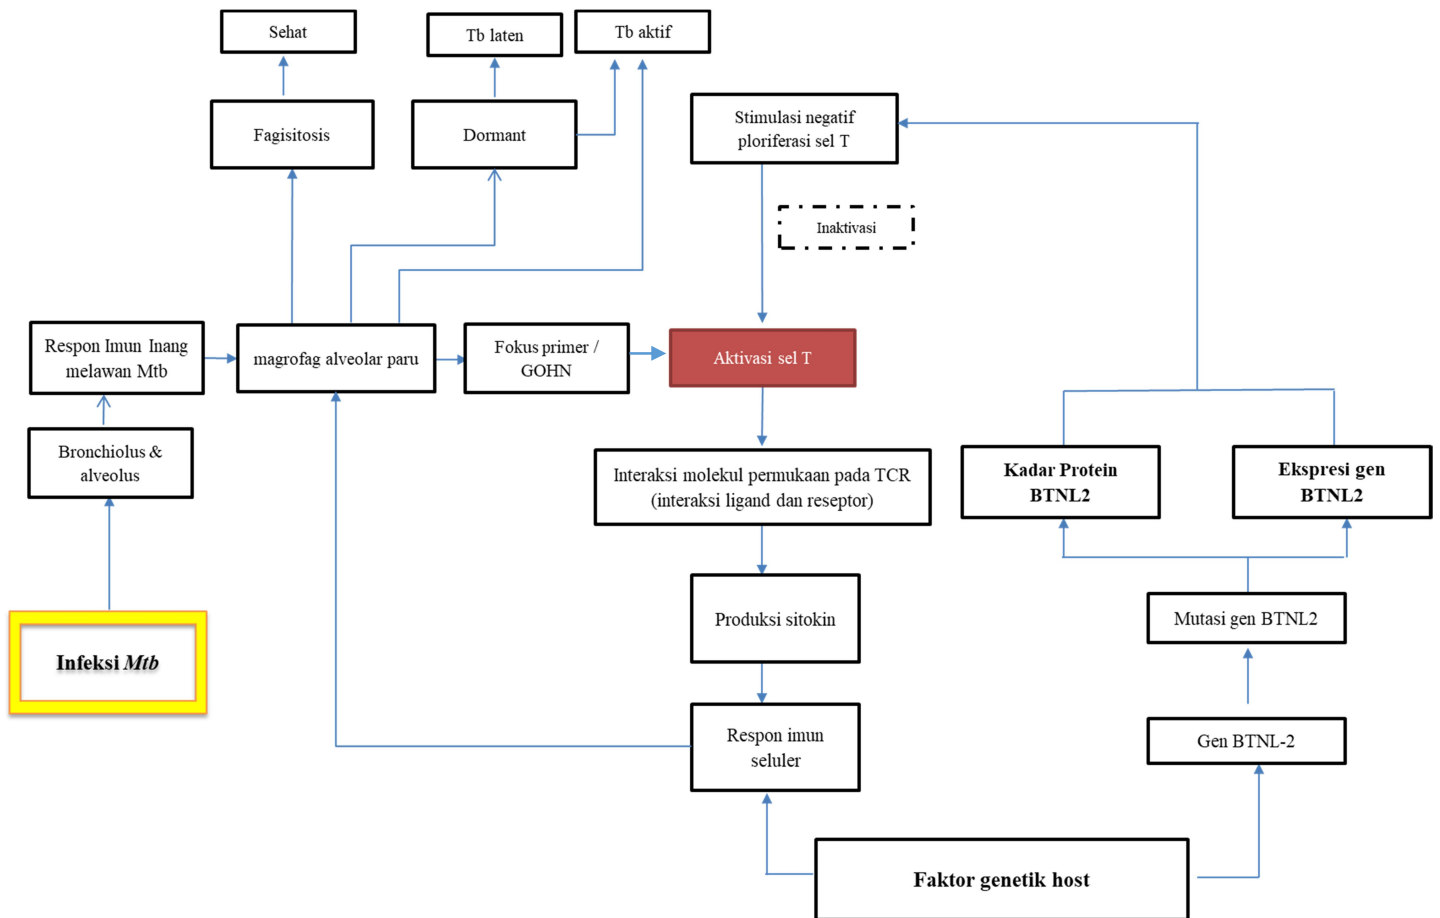 Sehat
Tb laten
Tb aktif
Fagisitosis
Dormant
Stimulasi negatif
ploriferasi sel T
Inaktivasi
Respon Imun Inang
melawan Mtb
magrofag alveolar paru
Fokus primer /
GOHN
Aktivasi sel T
Bronchiolus &
alveolus
Interaksi molekul permukaan pada TCR
(interaksi ligand dan reseptor)
Kadar Protein
BTNL2
Ekspresi gen
BTNL2
Infeksi Mtb
Produksi sitokin
Mutasi gen BTNL2
Respon imun
seluler
Gen BTNL-2
Faktor genetik host